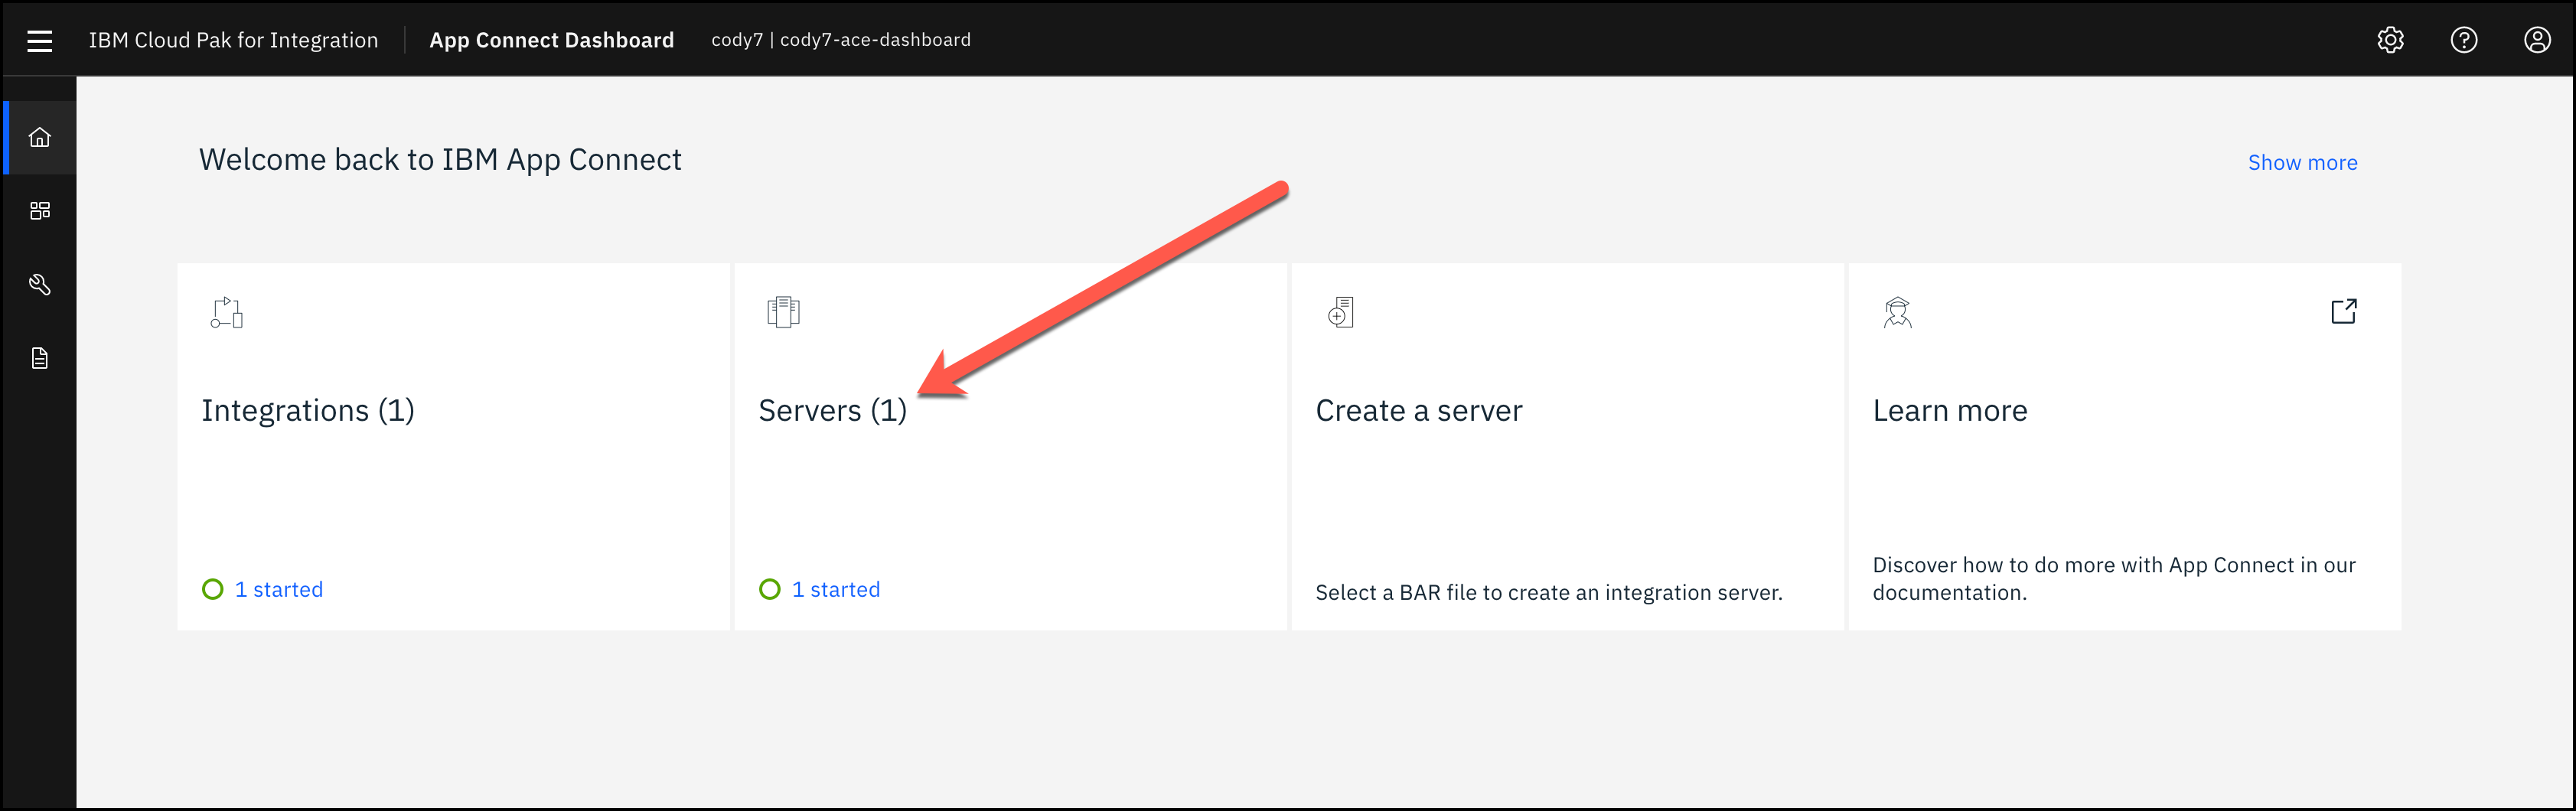 IBM Cloud Pak for Integration App Connect Dashboard cody7 | cody7-ace-dashboard
Welcome back to IBM App Connect
Show more
Integrations (1)
1 started
Servers (1)
1 started
Create a server
Select a BAR file to create an integration server.
Learn more
Discover how to do more with App Connect in our
documentation.